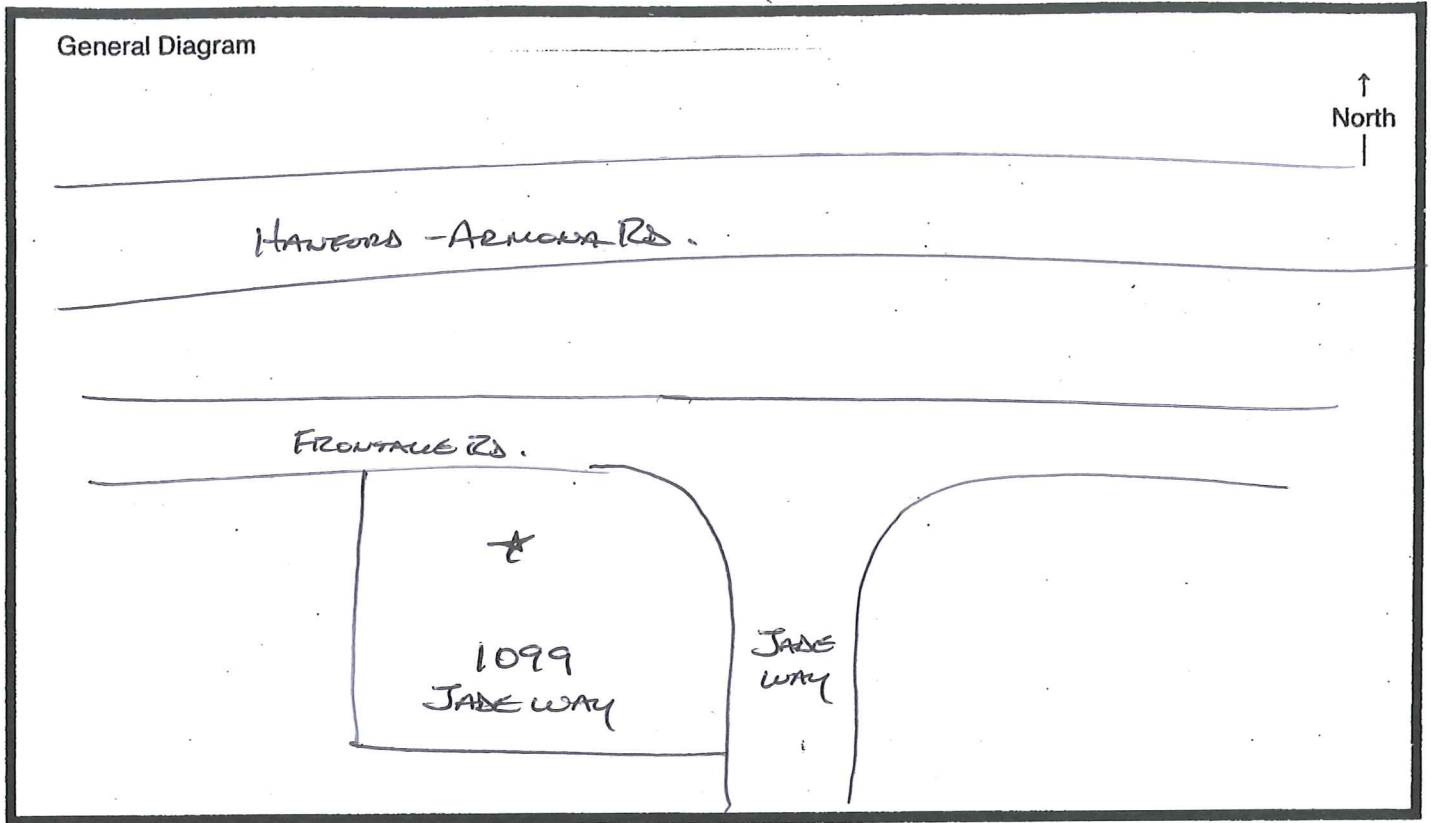 General Diagram
↑
North
HANFORD - ARMONA RD.
FRONTAGE RD.
1099
JADE WAY
JADE
WAY